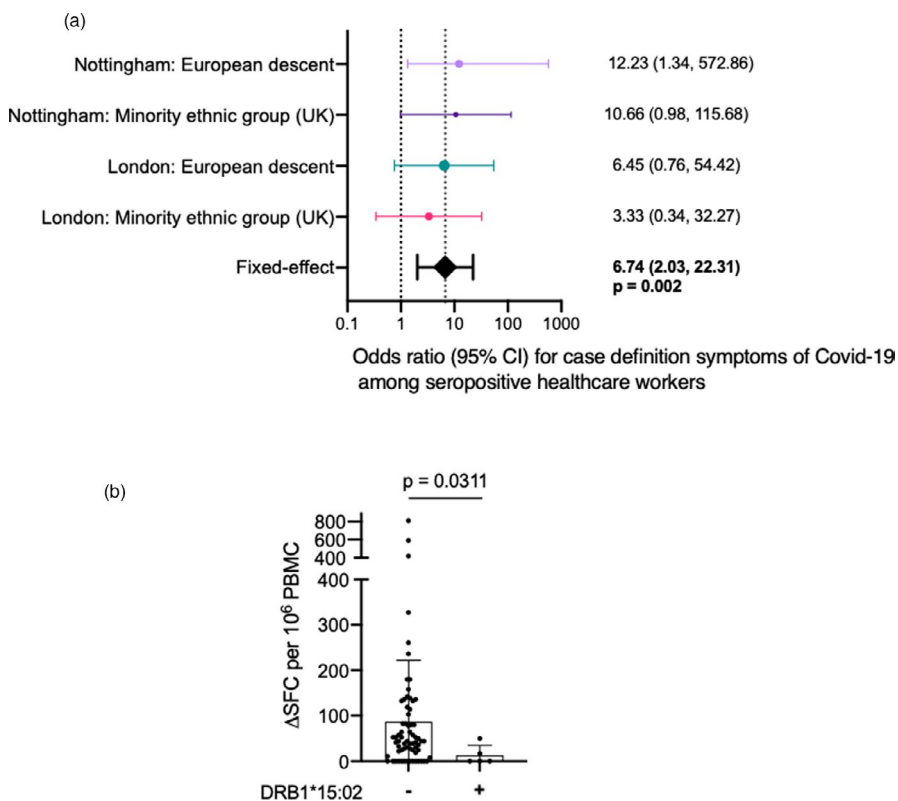 (a)
Nottingham: European descent 12.23 (1.34, 572.86)
Nottingham: Minority ethnic group (UK) 10.66 (0.98, 115.68)
London: European descent 6.45 (0.76, 54.42)
London: Minority ethnic group (UK) 3.33 (0.34, 32.27)
Fixed-effect 6.74 (2.03, 22.31)
p = 0.002
0.1 1 10 100 1000
Odds ratio (95% CI) for case definition symptoms of Covid-19
among seropositive healthcare workers
(b)
p = 0.0311
800
600
400
400
300
200
100
0
ΔSFC per 10⁶ PBMC
DRB1*15:02 - +